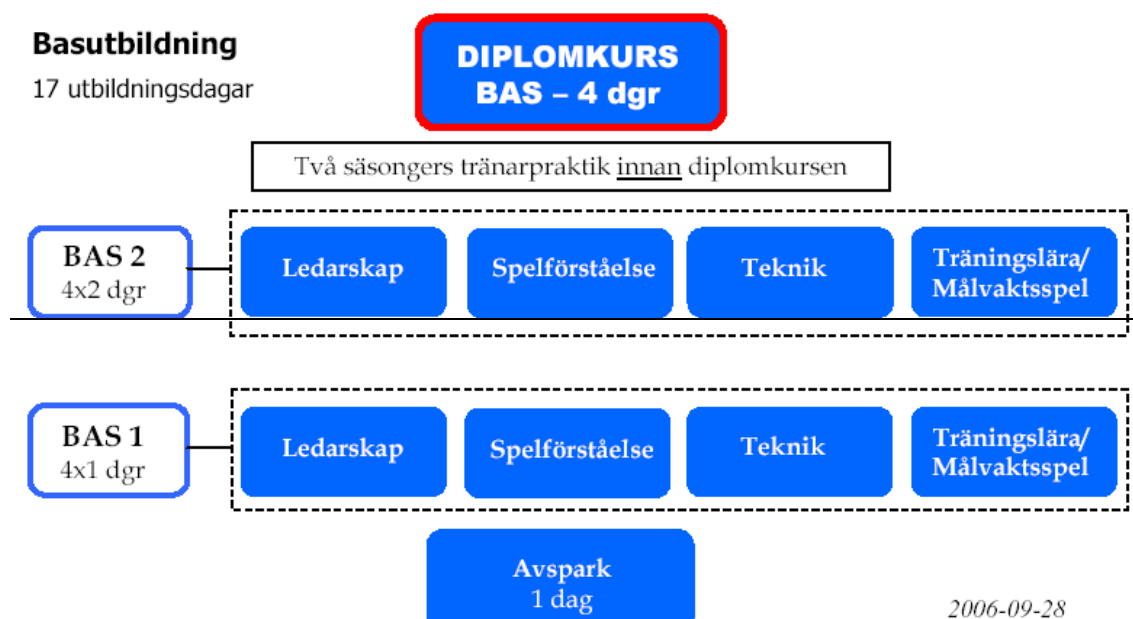 Basutbildning
17 utbildningsdagar
DIPLOMKURS
BAS – 4 dgr
Två säsongers tränarpraktik innan diplomkursen
BAS 2
4x2 dgr
Ledarskap
Spelförståelse
Teknik
Träningslära/
Målvaktsspel
BAS 1
4x1 dgr
Ledarskap
Spelförståelse
Teknik
Träningslära/
Målvaktsspel
Avspark
1 dag
2006-09-28